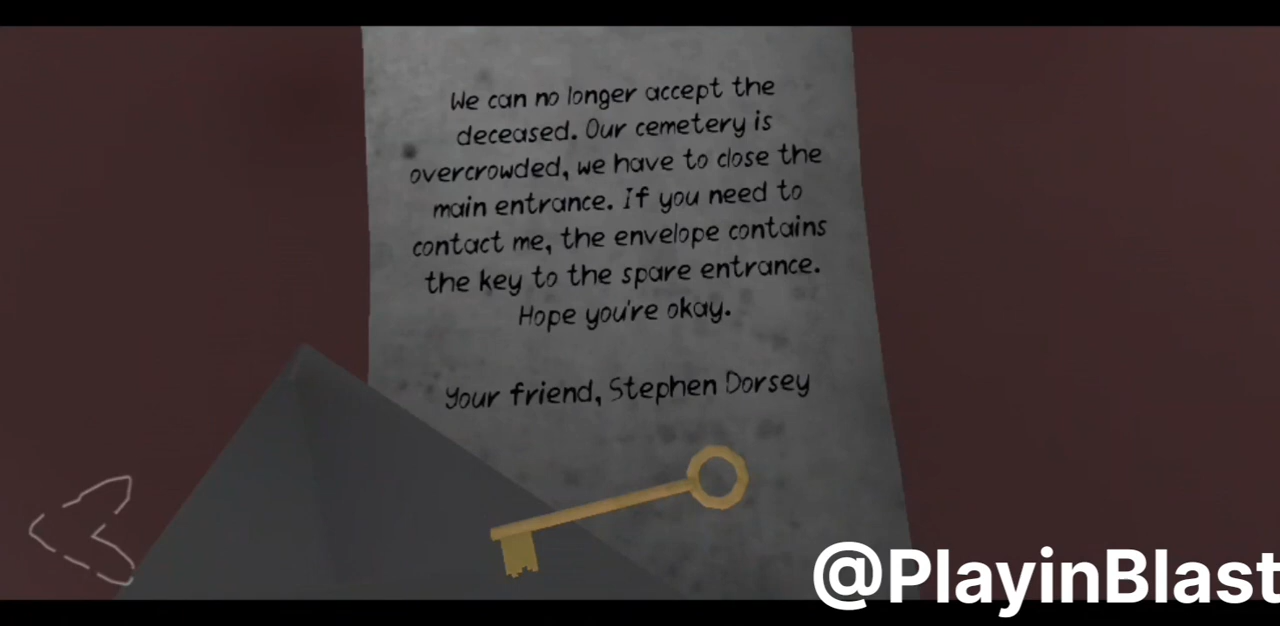 We can no longer accept the
deceased. Our cemetery is
overcrowded, we have to close the
main entrance. If you need to
contact me, the envelope contains
the key to the spare entrance.
Hope you're okay.
Your friend, Stephen Dorsey
@PlayinBlast